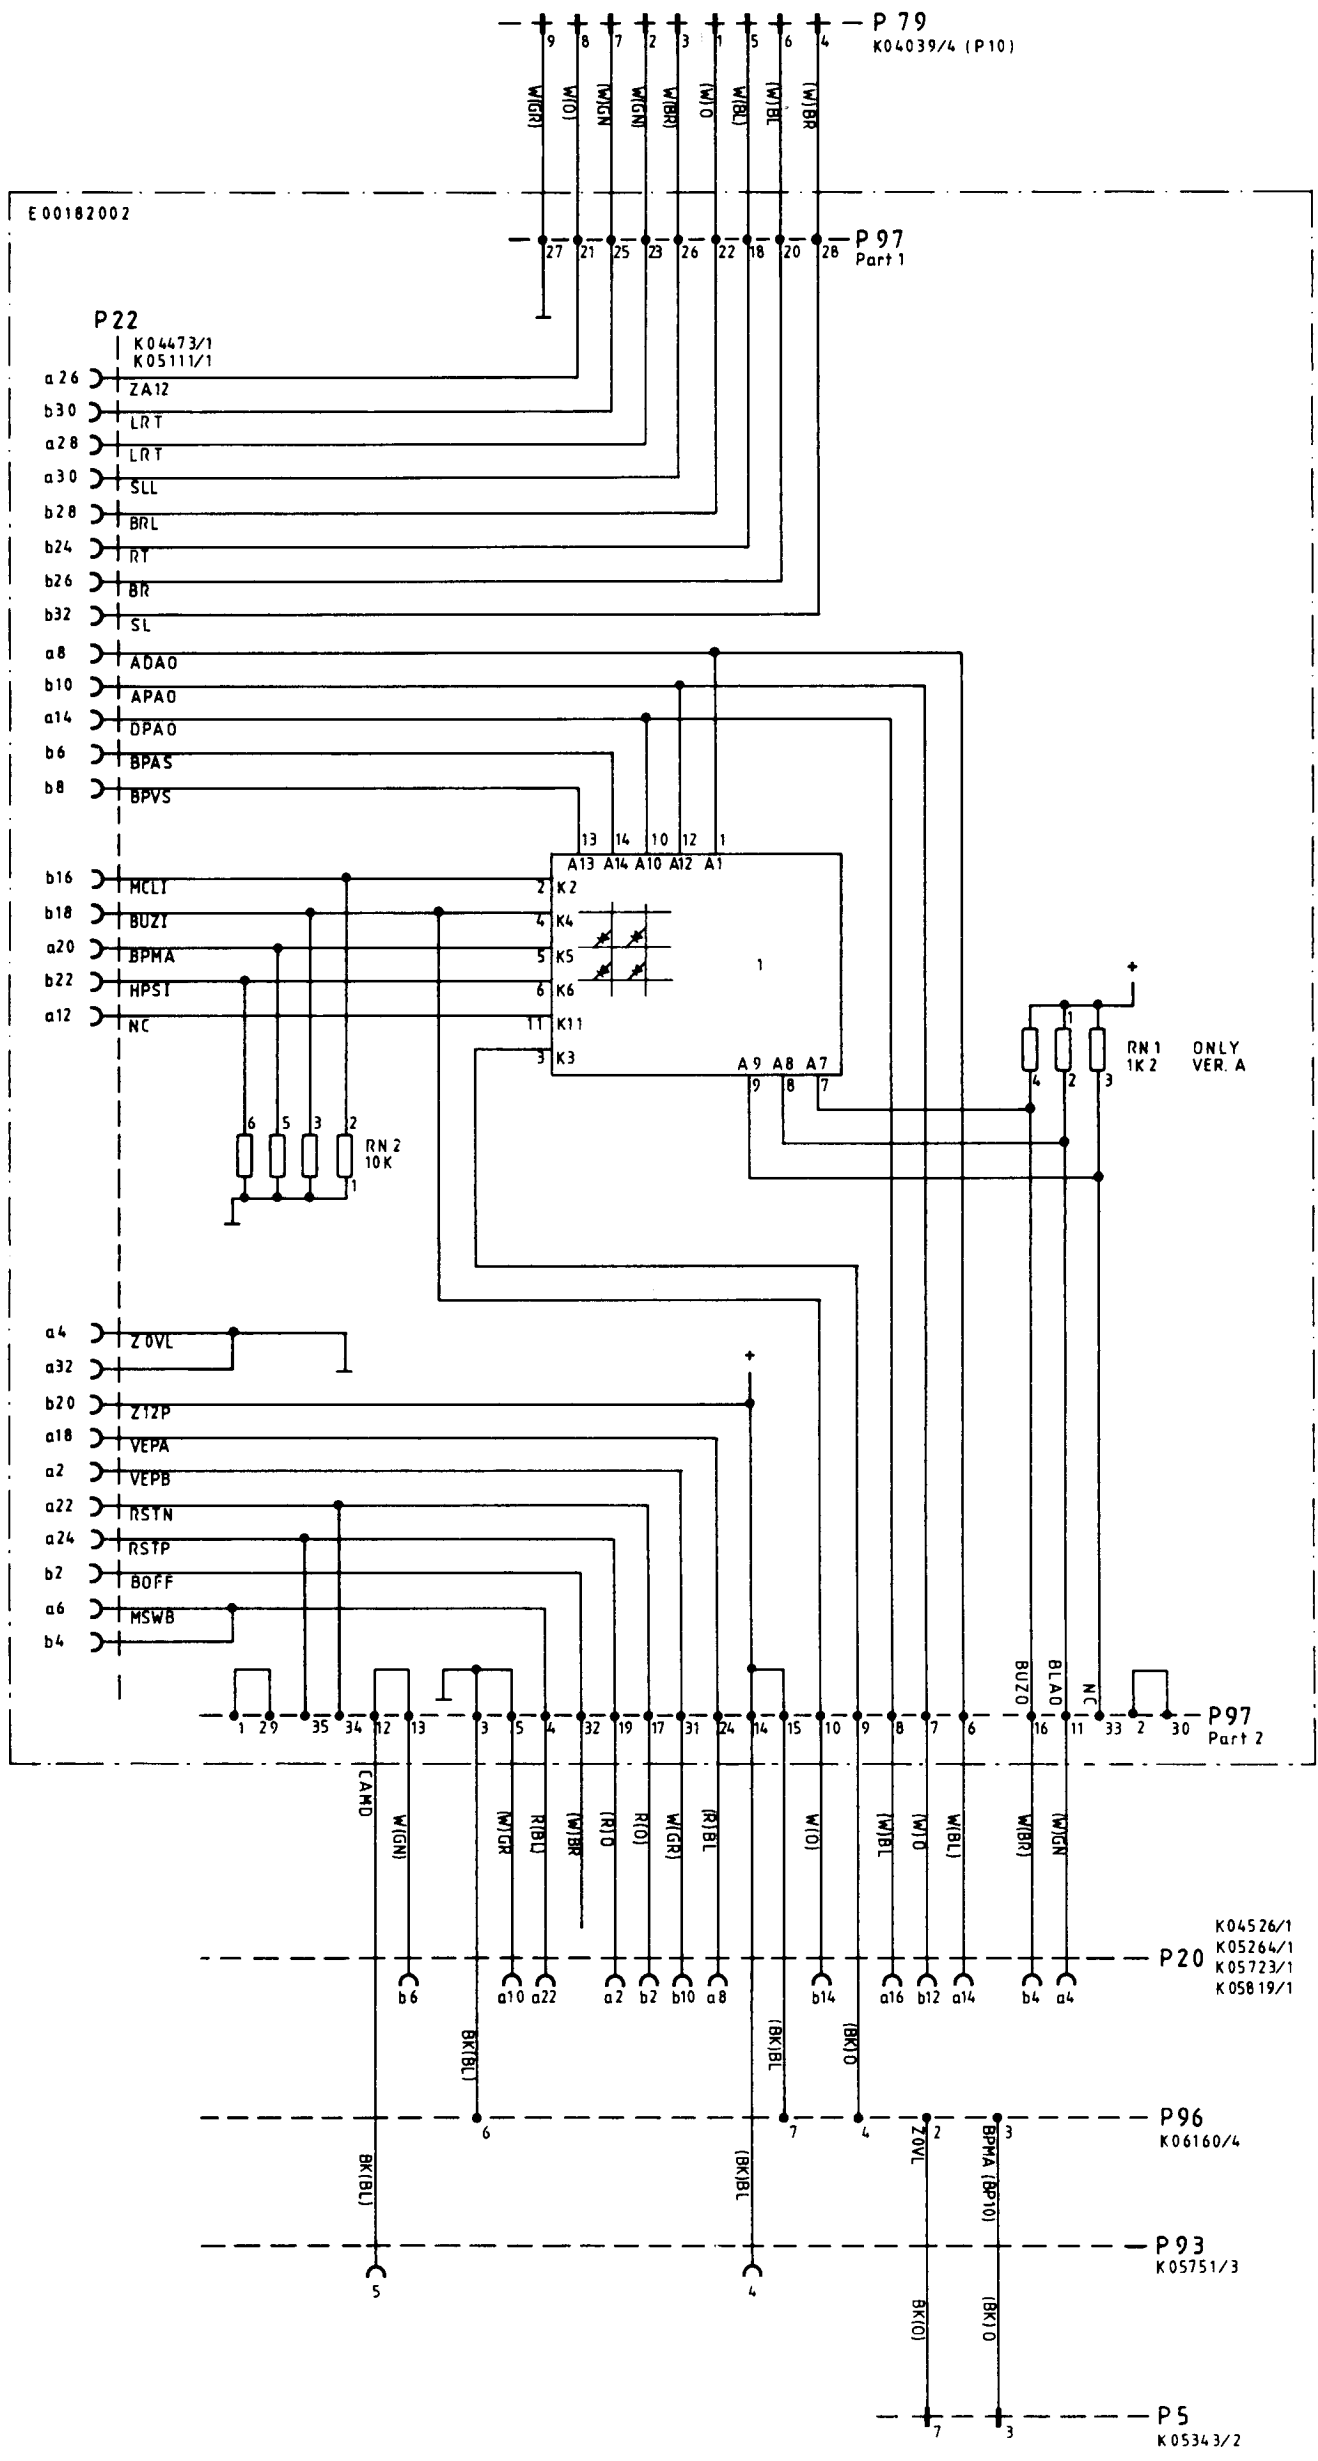 P 79
K04039/4 (P10)
9 8 7 2 3 1 5 6 4
W(GR) W(O) (W)GN W(GN) W(BR) (W)O W(BL) (W)BL (W)BR
E00182002
P 97
Part 1
27 21 25 23 26 22 18 20 28
P22
K04473/1
K05111/1
a26 ZA12
b30 LRT
a28 LRT
a30 SLL
b28 BRL
b24 RT
b26 BR
b32 SL
a8 ADAO
b10 APAO
a14 DPAO
b6 BPAS
b8 BPVS
13 14 10 12 1
A13 A14 A10 A12 A1
b16 MCLI 2 K2
b18 BUZI 4 K4
a20 BPMA 5 K5
b22 HPSI 6 K6
a12 NC 11 K11
3 K3
1
A9 A8 A7
9 8 7
+
1
RN1 ONLY
1K2 VER. A
4 2 3
6 5 3 2
RN2
10K
1
a4 Z0VL
a32
+
b20 Z12P
a18 VEPA
a2 VEPB
a22 RSTN
a24 RSTP
b2 BOFF
a6 MSWB
b4
BUZO BLAO NC
1 29 35 34 12 13 3 5 4 32 19 17 31 24 14 15 10 9 8 7 6 16 11 33 2 30
P97
Part 2
CAMD W(GN) (W)GR R(BL) (W)BR (R)O R(O) W(GR) (R)BL W(O) (W)BL (W)O W(BL) W(BR) (W)GN
K04526/1
K05264/1
K05723/1
K05819/1
P20
b6 a10 a22 a2 b2 b10 a8 b14 a16 b12 a14 b4 a4
BK(BL) (BK)BL (BK)O
P96
K06160/4
6 7 4 2 3
BK(BL) (BK)BL Z0VL BPMA (BP10)
P93
K05751/3
5 4
BK(O) (BK)O
P5
K05343/2
7 3